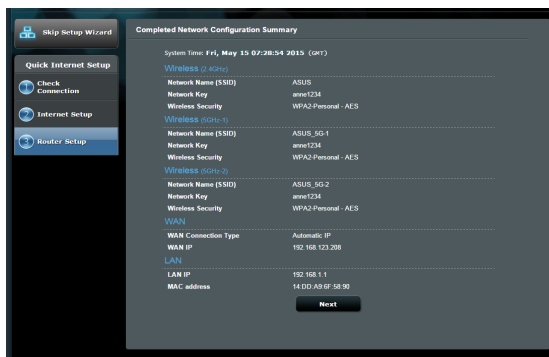 Skip Setup Wizard
Quick Internet Setup
1 Check Connection
2 Internet Setup
3 Router Setup
Completed Network Configuration Summary
System Time: Fri, May 15 07:28:54 2015 (GMT)
Wireless (2.4GHz)
Network Name (SSID) ASUS
Network Key anne1234
Wireless Security WPA2-Personal - AES
Wireless (5GHz-1)
Network Name (SSID) ASUS_5G-1
Network Key anne1234
Wireless Security WPA2-Personal - AES
Wireless (5GHz-2)
Network Name (SSID) ASUS_5G-2
Network Key anne1234
Wireless Security WPA2-Personal - AES
WAN
WAN Connection Type Automatic IP
WAN IP 192.168.123.208
LAN
LAN IP 192.168.1.1
MAC address 14:DD:A9:6F:58:90
Next